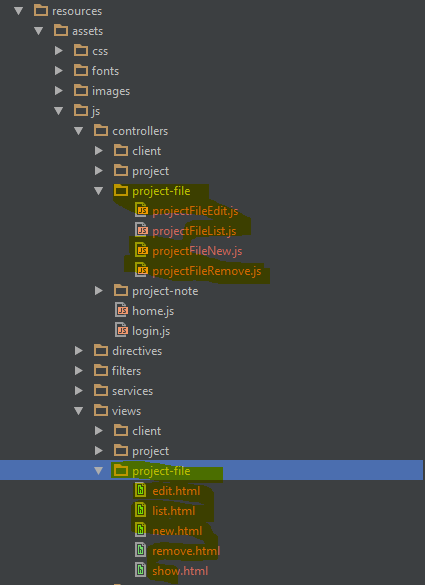 resources
assets
css
fonts
images
js
controllers
client
project
project-file
projectFileEdit.js
projectFileList.js
projectFileNew.js
projectFileRemove.js
project-note
home.js
login.js
directives
filters
services
views
client
project
project-file
edit.html
list.html
new.html
remove.html
show.html